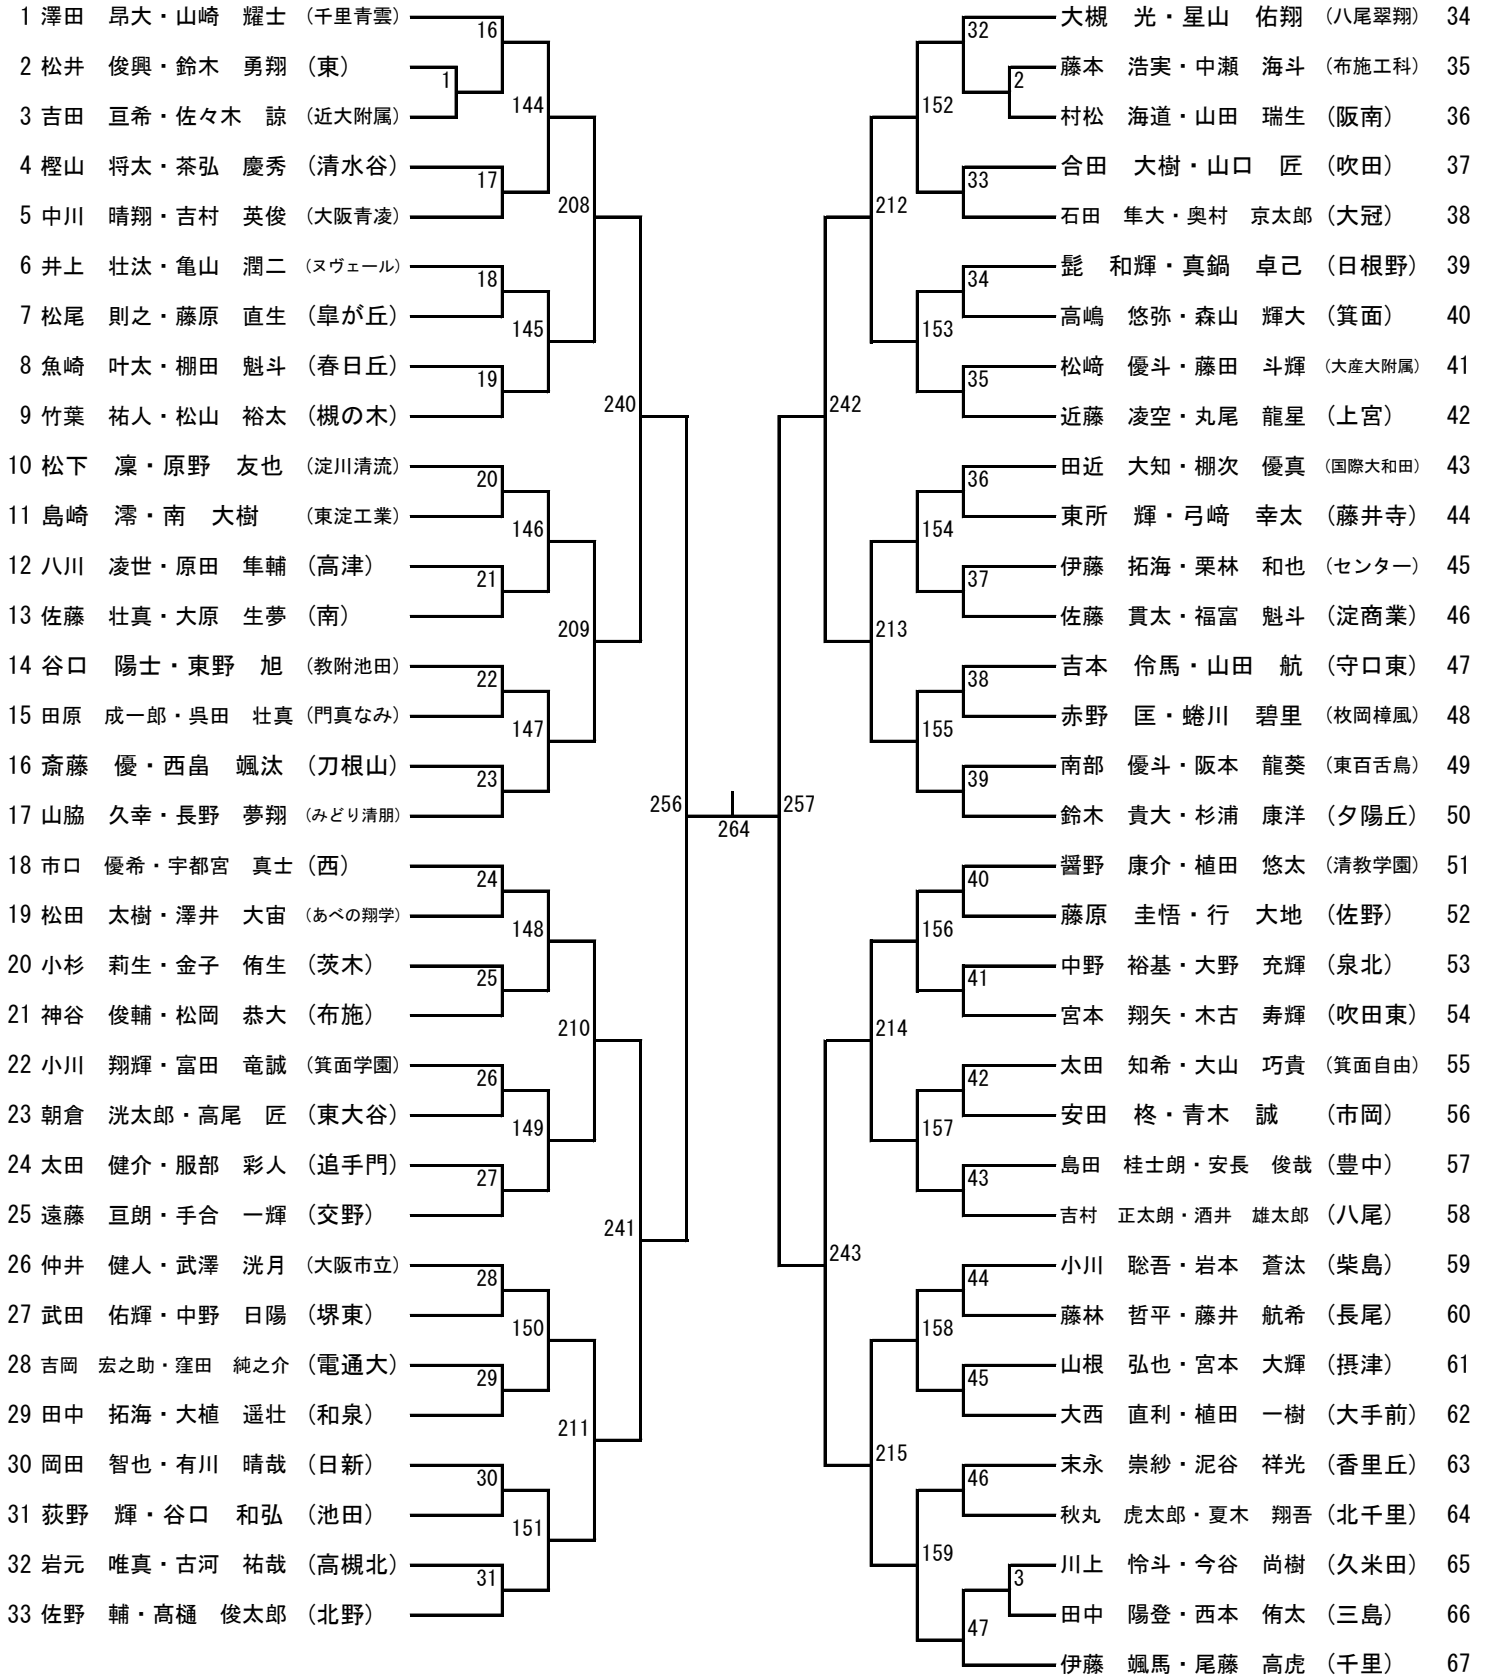 1 澤田　昂大・山崎　耀士 (千里青雲)
2 松井　俊興・鈴木　勇翔 (東)
3 吉田　亘希・佐々木　諒 (近大附属)
4 樫山　将太・茶弘　慶秀 (清水谷)
5 中川　晴翔・吉村　英俊 (大阪青凌)
6 井上　壮汰・亀山　潤二 (ヌヴェール)
7 松尾　則之・藤原　直生 (皐が丘)
8 魚崎　叶太・棚田　魁斗 (春日丘)
9 竹葉　祐人・松山　裕太 (槻の木)
10 松下　凜・原野　友也 (淀川清流)
11 島崎　澪・南　大樹 (東淀工業)
12 八川　凌世・原田　隼輔 (高津)
13 佐藤　壮真・大原　生夢 (南)
14 谷口　陽士・東野　旭 (教附池田)
15 田原　成一郎・呉田　壮真 (門真なみ)
16 斎藤　優・西畠　颯汰 (刀根山)
17 山脇　久幸・長野　夢翔 (みどり清朋)
18 市口　優希・宇都宮　真士 (西)
19 松田　太樹・澤井　大宙 (あべの翔学)
20 小杉　莉生・金子　侑生 (茨木)
21 神谷　俊輔・松岡　恭大 (布施)
22 小川　翔輝・富田　竜誠 (箕面学園)
23 朝倉　洸太郎・高尾　匠 (東大谷)
24 太田　健介・服部　彩人 (追手門)
25 遠藤　亘朗・手合　一輝 (交野)
26 仲井　健人・武澤　洸月 (大阪市立)
27 武田　佑輝・中野　日陽 (堺東)
28 吉岡　宏之助・窪田　純之介 (電通大)
29 田中　拓海・大植　遥壮 (和泉)
30 岡田　智也・有川　晴哉 (日新)
31 荻野　輝・谷口　和弘 (池田)
32 岩元　唯真・古河　祐哉 (高槻北)
33 佐野　輔・髙樋　俊太郎 (北野)
16
1
17
18
19
20
21
22
23
24
25
26
27
28
29
30
31
144
145
146
147
148
149
150
151
208
209
210
211
240
241
256
264
257
242
243
212
213
214
215
152
153
154
155
156
157
158
159
32
2
33
34
35
36
37
38
39
40
41
42
43
44
45
46
3
47
大槻　光・星山　佑翔 (八尾翠翔) 34
藤本　浩実・中瀬　海斗 (布施工科) 35
村松　海道・山田　瑞生 (阪南) 36
合田　大樹・山口　匠 (吹田) 37
石田　隼大・奥村　京太郎 (大冠) 38
髭　和輝・真鍋　卓己 (日根野) 39
高嶋　悠弥・森山　輝大 (箕面) 40
松﨑　優斗・藤田　斗輝 (大産大附属) 41
近藤　凌空・丸尾　龍星 (上宮) 42
田近　大知・棚次　優真 (国際大和田) 43
東所　輝・弓﨑　幸太 (藤井寺) 44
伊藤　拓海・栗林　和也 (センター) 45
佐藤　貫太・福富　魁斗 (淀商業) 46
吉本　伶馬・山田　航 (守口東) 47
赤野　匡・蜷川　碧里 (枚岡樟風) 48
南部　優斗・阪本　龍葵 (東百舌鳥) 49
鈴木　貴大・杉浦　康洋 (夕陽丘) 50
醤野　康介・植田　悠太 (清教学園) 51
藤原　圭悟・行　大地 (佐野) 52
中野　裕基・大野　充輝 (泉北) 53
宮本　翔矢・木古　寿輝 (吹田東) 54
太田　知希・大山　巧貴 (箕面自由) 55
安田　柊・青木　誠 (市岡) 56
島田　桂士朗・安長　俊哉 (豊中) 57
吉村　正太朗・酒井　雄太郎 (八尾) 58
小川　聡吾・岩本　蒼汰 (柴島) 59
藤林　哲平・藤井　航希 (長尾) 60
山根　弘也・宮本　大輝 (摂津) 61
大西　直利・植田　一樹 (大手前) 62
末永　崇紗・泥谷　祥光 (香里丘) 63
秋丸　虎太郎・夏木　翔吾 (北千里) 64
川上　怜斗・今谷　尚樹 (久米田) 65
田中　陽登・西本　侑太 (三島) 66
伊藤　颯馬・尾藤　高虎 (千里) 67